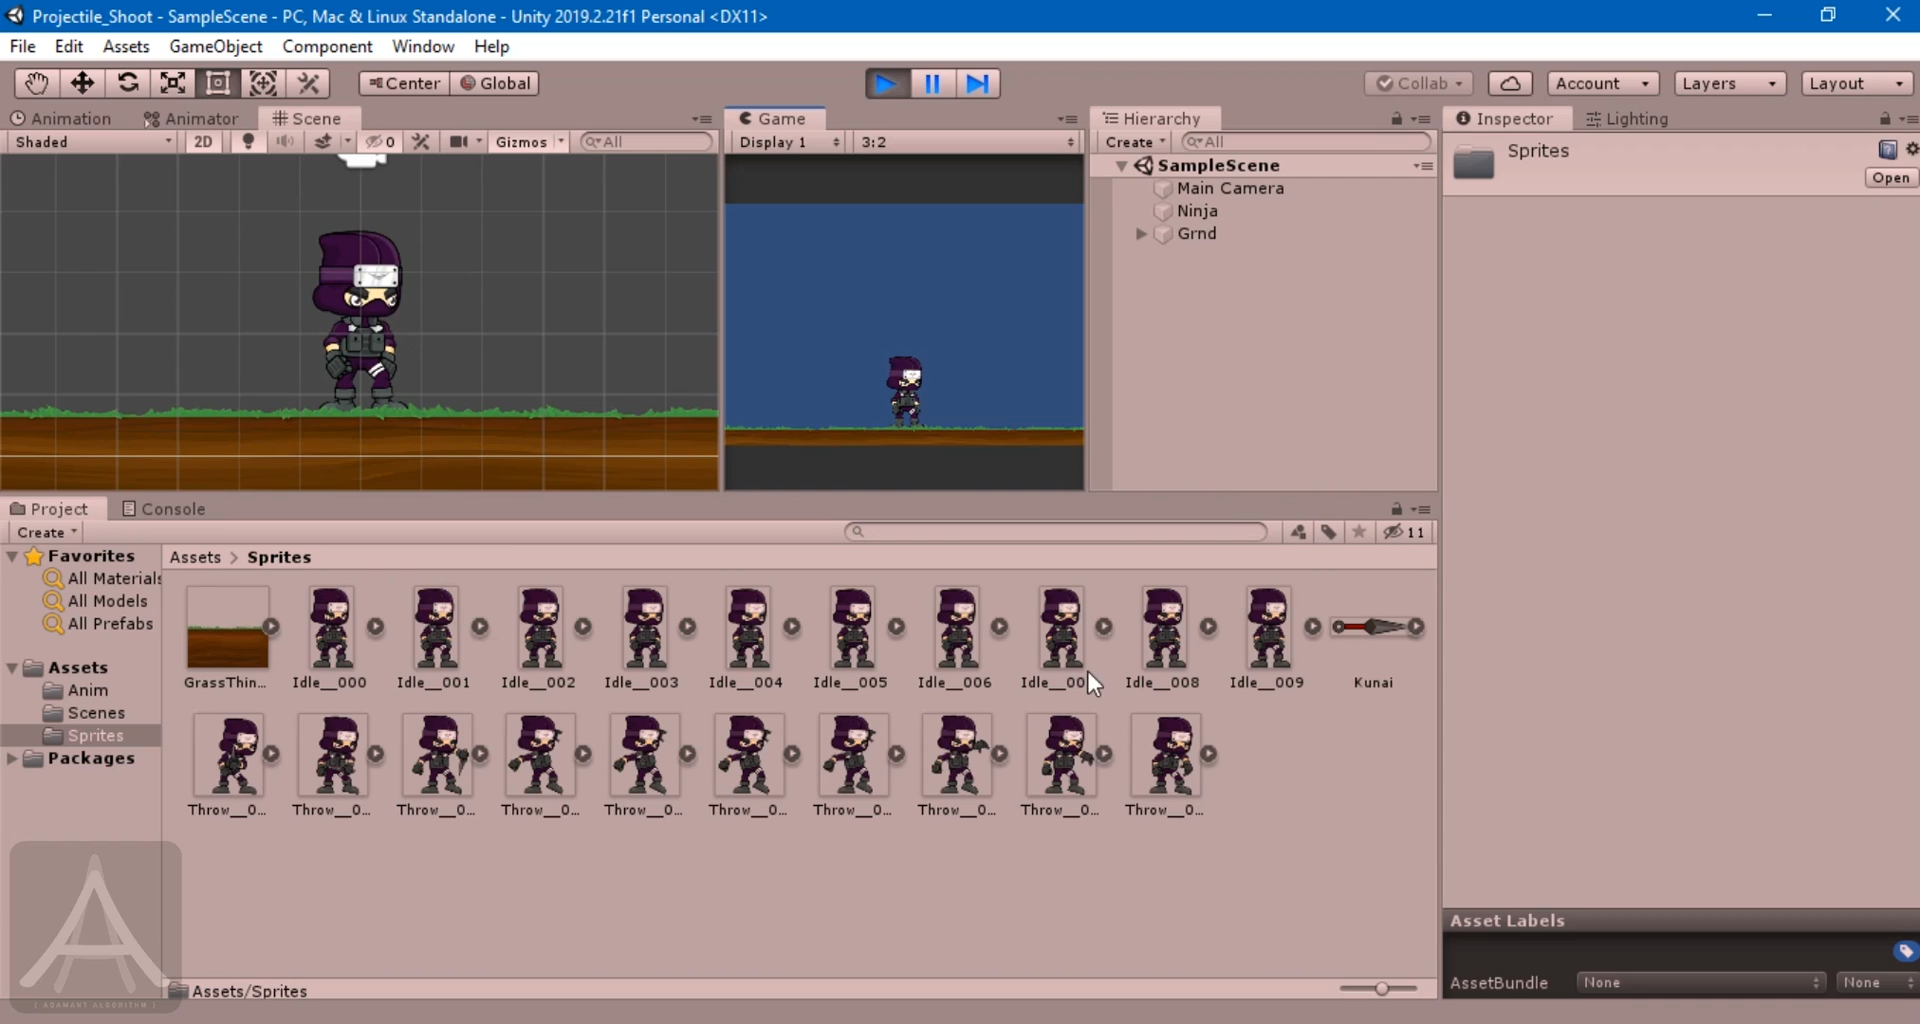 Projectile_Shoot - SampleScene - PC, Mac & Linux Standalone - Unity 2019.2.21f1 Personal <DX11>
File Edit Assets GameObject Component Window Help
Center Global Collab Account Layers Layout
Animation Animator Scene Game Hierarchy Inspector Lighting
Shaded 2D 0 Gizmos All Display 1 3:2 Create All
Sprites
Open
SampleScene
Main Camera
Ninja
Grnd
Project Console
Create 11
Favorites
All Materials
All Models
All Prefabs
Assets
Anim
Scenes
Sprites
Packages
Assets > Sprites
GrassThin... Idle__000 Idle__001 Idle__002 Idle__003 Idle__004 Idle__005 Idle__006 Idle__00 Idle__008 Idle__009 Kunai
Throw__0... Throw__0... Throw__0... Throw__0... Throw__0... Throw__0... Throw__0... Throw__0... Throw__0... Throw__0...
Assets/Sprites
Asset Labels
AssetBundle None None
[ ADAMANT ALGORITHM ]